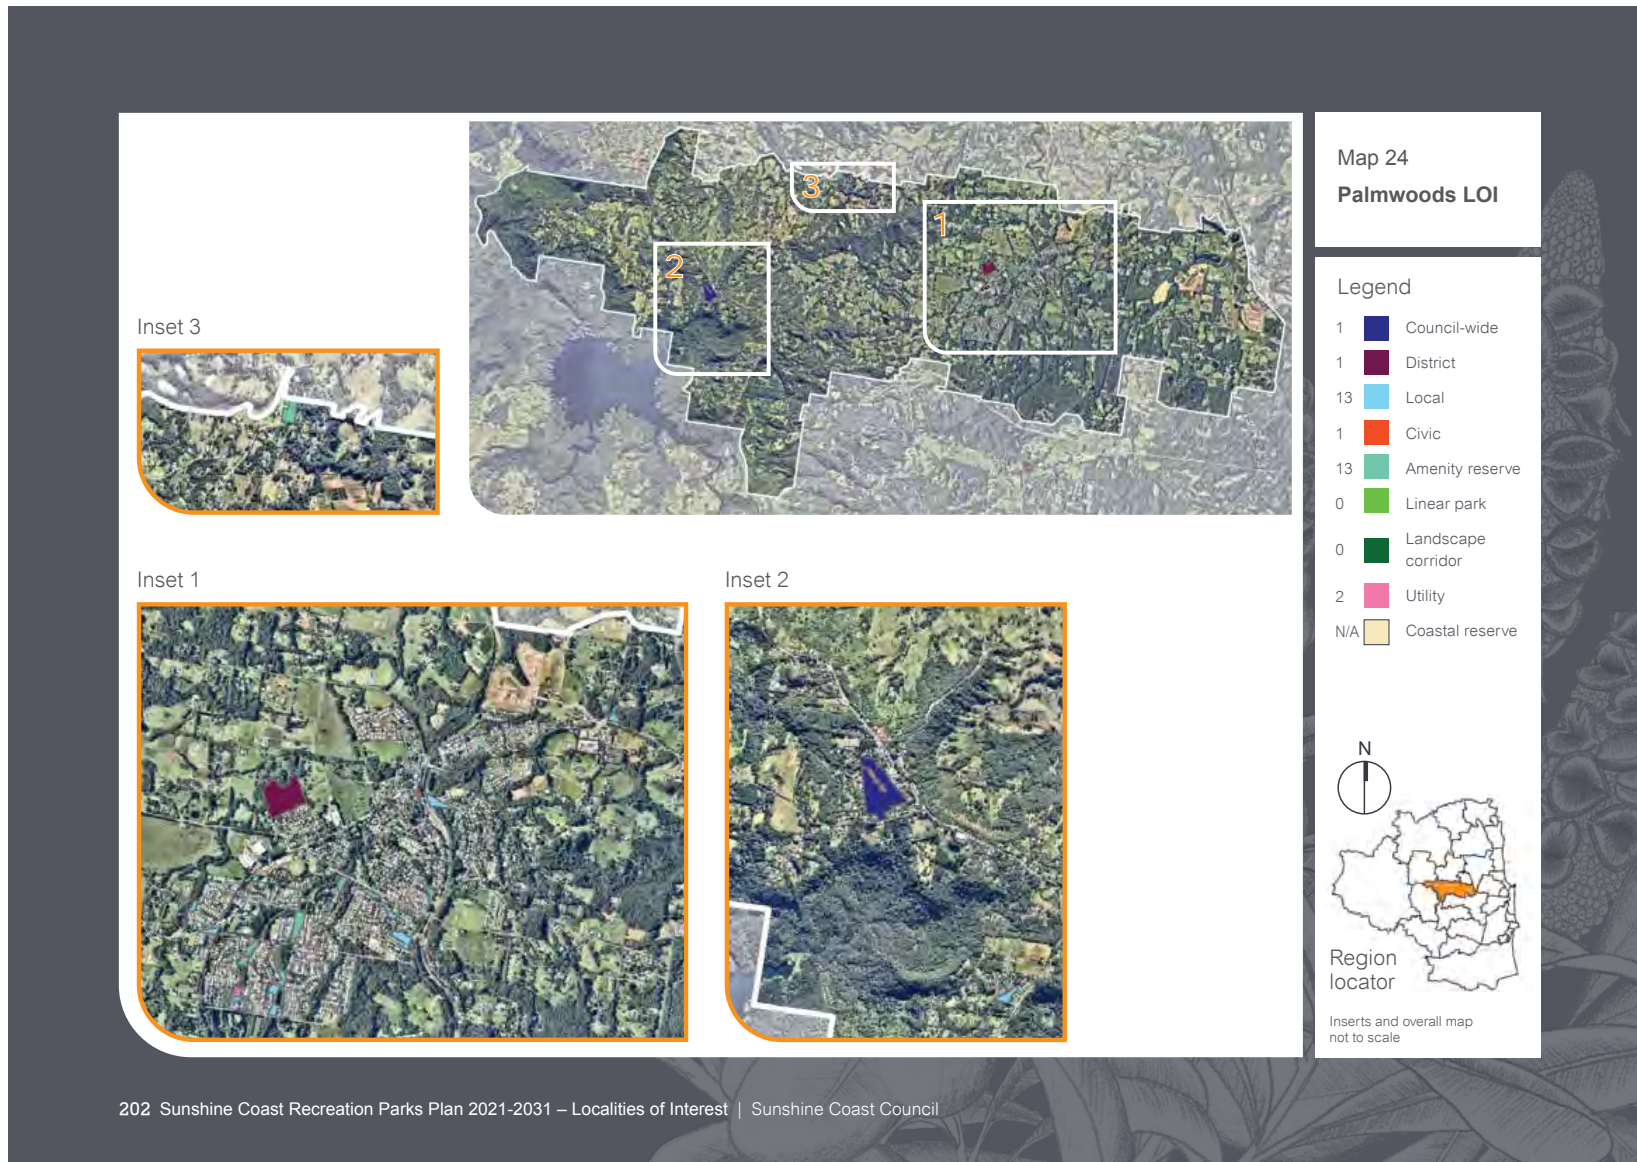 Map 24
Palmwoods LOI
3
1
2
Inset 3
Legend
1 Council-wide
1 District
13 Local
1 Civic
13 Amenity reserve
0 Linear park
0 Landscape
corridor
2 Utility
N/A Coastal reserve
Inset 1
Inset 2
N
Region
locator
Inserts and overall map
not to scale
202 Sunshine Coast Recreation Parks Plan 2021-2031 – Localities of Interest | Sunshine Coast Council